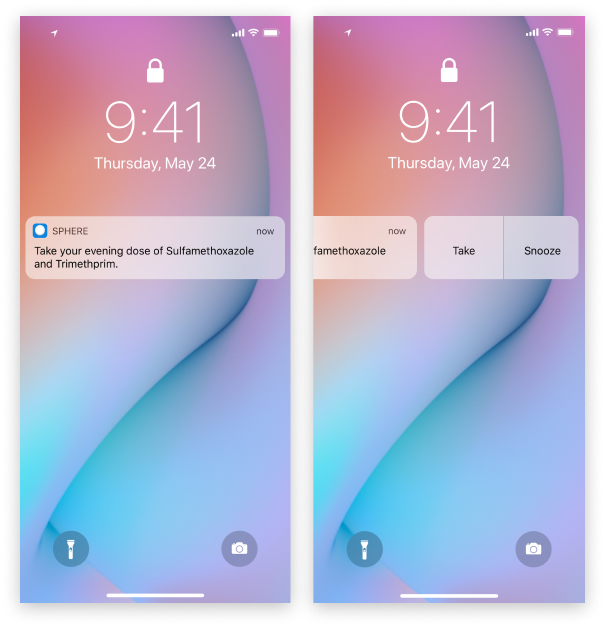 9:41
Thursday, May 24
SPHERE now
Take your evening dose of Sulfamethoxazole
and Trimethprim.
9:41
Thursday, May 24
now
famethoxazole
Take Snooze